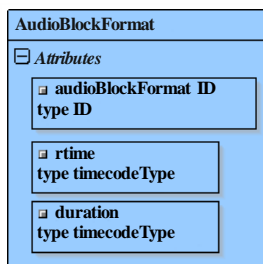 AudioBlockFormat
Attributes
audioBlockFormat ID
type ID
rtime
type timecodeType
duration
type timecodeType